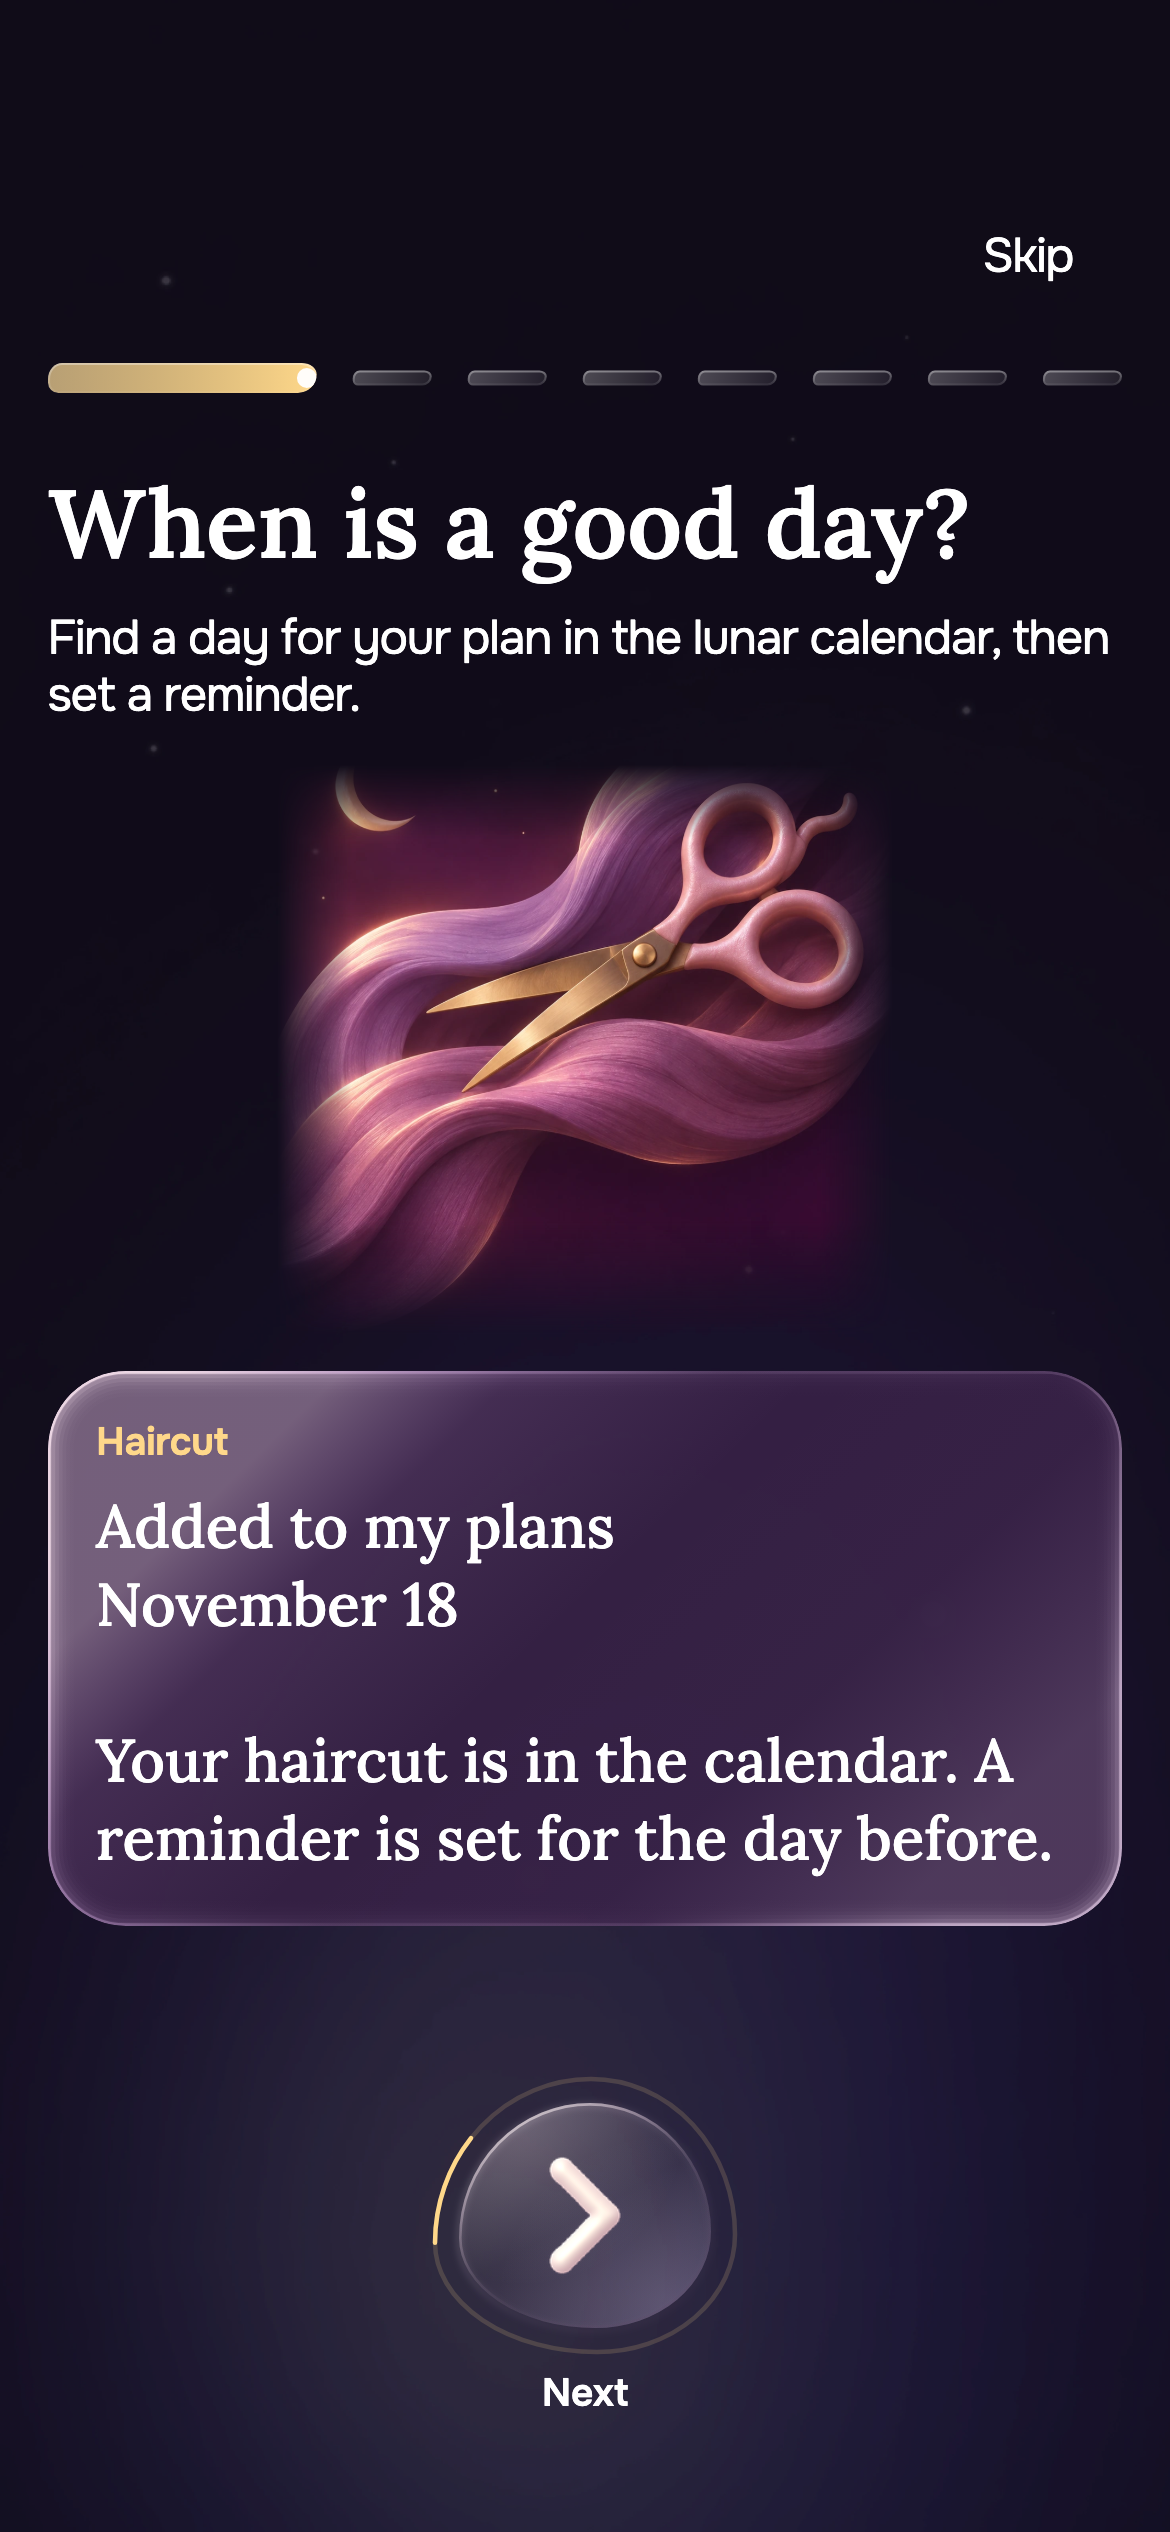 Skip
When is a good day?
Find a day for your plan in the lunar calendar, then
set a reminder.
Haircut
Added to my plans
November 18
Your haircut is in the calendar. A
reminder is set for the day before.
Next